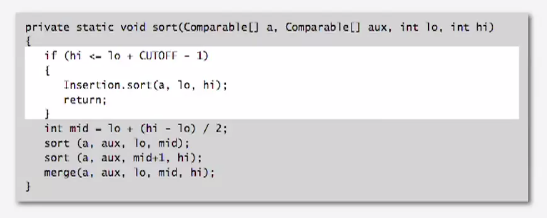 private static void sort(Comparable[] a, Comparable[] aux, int lo, int hi)
{
if (hi <= lo + CUTOFF - 1)
{
Insertion.sort(a, lo, hi);
return;
}
int mid = lo + (hi - lo) / 2;
sort (a, aux, lo, mid);
sort (a, aux, mid+1, hi);
merge(a, aux, lo, mid, hi);
}